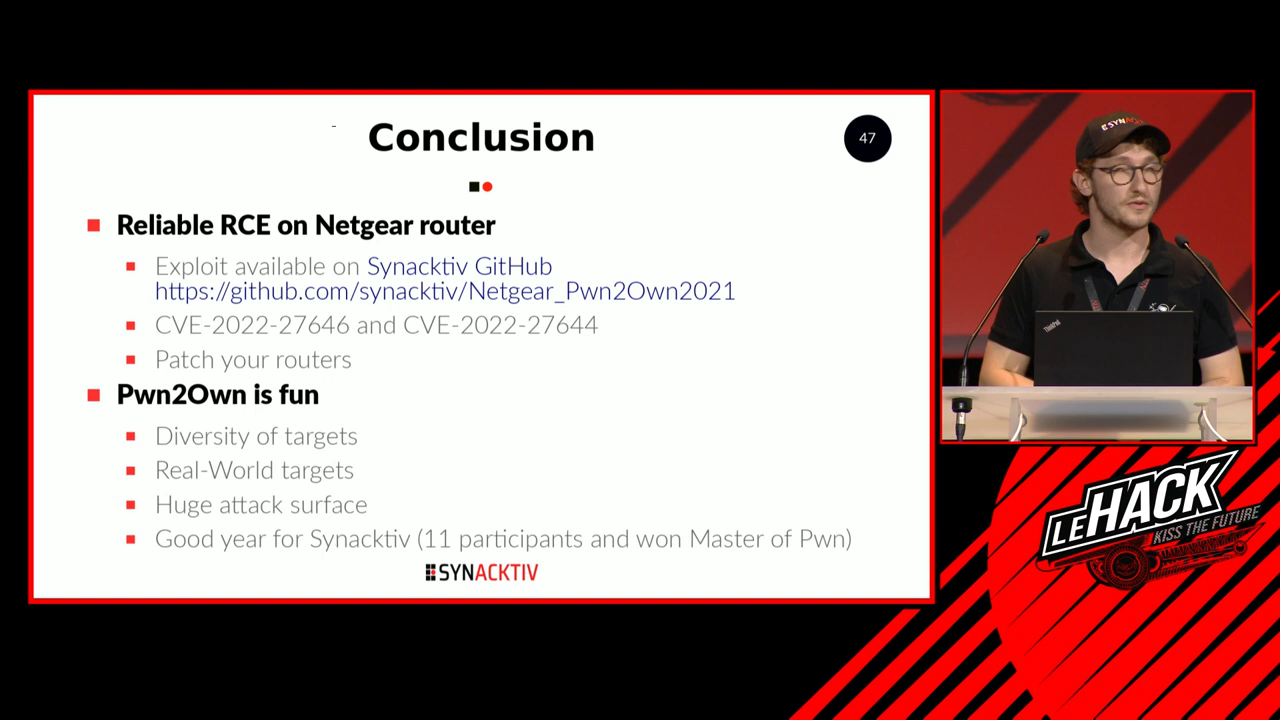 Conclusion
47
Reliable RCE on Netgear router
Exploit available on Synacktiv GitHub
https://github.com/synacktiv/Netgear_Pwn2Own2021
CVE-2022-27646 and CVE-2022-27644
Patch your routers
Pwn2Own is fun
Diversity of targets
Real-World targets
Huge attack surface
Good year for Synacktiv (11 participants and won Master of Pwn)
SYNACKTIV
ThinkPad
LEHACK
KISS THE FUTURE